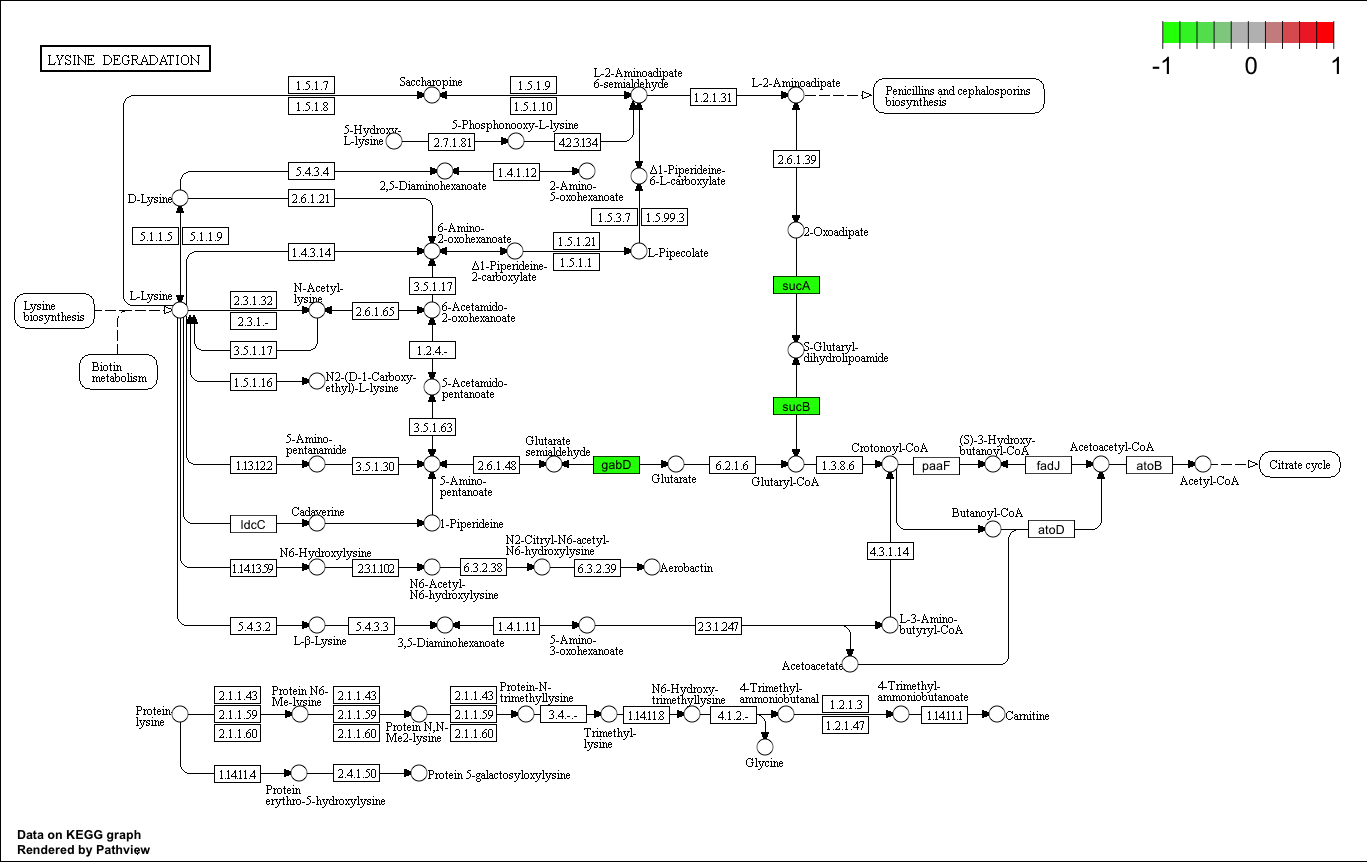 LYSINE DEGRADATION
-1 0 1
1.5.1.7
1.5.1.8
Saccharopine
1.5.1.9
1.5.1.10
L-2-Aminoadipate
6-semialdehyde
1.2.1.31
L-2-Aminoadipate
Penicillins and cephalosporins
biosynthesis
5-Hydroxy-
L-lysine
2.7.1.81
5-Phosphonooxy-L-lysine
4.2.3.134
2.6.1.39
5.4.3.4
2,5-Diaminohexanoate
1.4.1.12
2-Amino-
5-oxohexanoate
Δ1-Piperideine-
6-L-carboxylate
D-Lysine
2.6.1.21
1.5.3.7
1.5.99.3
5.1.1.5
5.1.1.9
6-Amino-
2-oxohexanoate
2-Oxoadipate
1.4.3.14
1.5.1.21
1.5.1.1
L-Pipecolate
Δ1-Piperideine-
2-carboxylate
sucA
3.5.1.17
L-Lysine
2.3.1.32
2.3.1.-
N-Acetyl-
lysine
2.6.1.65
6-Acetamido-
2-oxohexanoate
Lysine
biosynthesis
3.5.1.17
1.2.4.-
S-Glutaryl-
dihydrolipoamide
Biotin
metabolism
1.5.1.16
N2-(D-1-Carboxy-
ethyl)-L-lysine
5-Acetamido-
pentanoate
sucB
3.5.1.63
5-Amino-
pentanamide
1.13.12.2
3.5.1.30
5-Amino-
pentanoate
2.6.1.48
Glutarate
semialdehyde
gabD
Glutarate
6.2.1.6
Glutaryl-CoA
1.3.8.6
Crotonoyl-CoA
paaF
(S)-3-Hydroxy-
butanoyl-CoA
fadJ
Acetoacetyl-CoA
atoB
Acetyl-CoA
Citrate cycle
ldcC
Cadaverine
1-Piperideine
Butanoyl-CoA
atoD
4.3.1.14
1.14.13.59
N6-Hydroxylysine
2.3.1.102
N6-Acetyl-
N6-hydroxylysine
6.3.2.38
N2-Citryl-N6-acetyl-
N6-hydroxylysine
6.3.2.39
Aerobactin
5.4.3.2
L-β-Lysine
5.4.3.3
3,5-Diaminohexanoate
1.4.1.11
5-Amino-
3-oxohexanoate
2.3.1.247
L-3-Amino-
butyryl-CoA
Acetoacetate
Protein
lysine
2.1.1.43
2.1.1.59
2.1.1.60
Protein N6-
Me-lysine
2.1.1.43
2.1.1.59
2.1.1.60
Protein N,N-
Me2-lysine
2.1.1.43
2.1.1.59
2.1.1.60
Protein-N-
trimethyllysine
3.4.-.-
Trimethyl-
lysine
1.14.11.8
N6-Hydroxy-
trimethyllysine
4.1.2.-
Glycine
4-Trimethyl-
ammoniobutanal
1.2.1.3
1.2.1.47
4-Trimethyl-
ammoniobutanoate
1.14.11.1
Carnitine
1.14.11.4
Protein
erythro-5-hydroxylysine
2.4.1.50
Protein 5-galactosyloxylysine
Data on KEGG graph
Rendered by Pathview